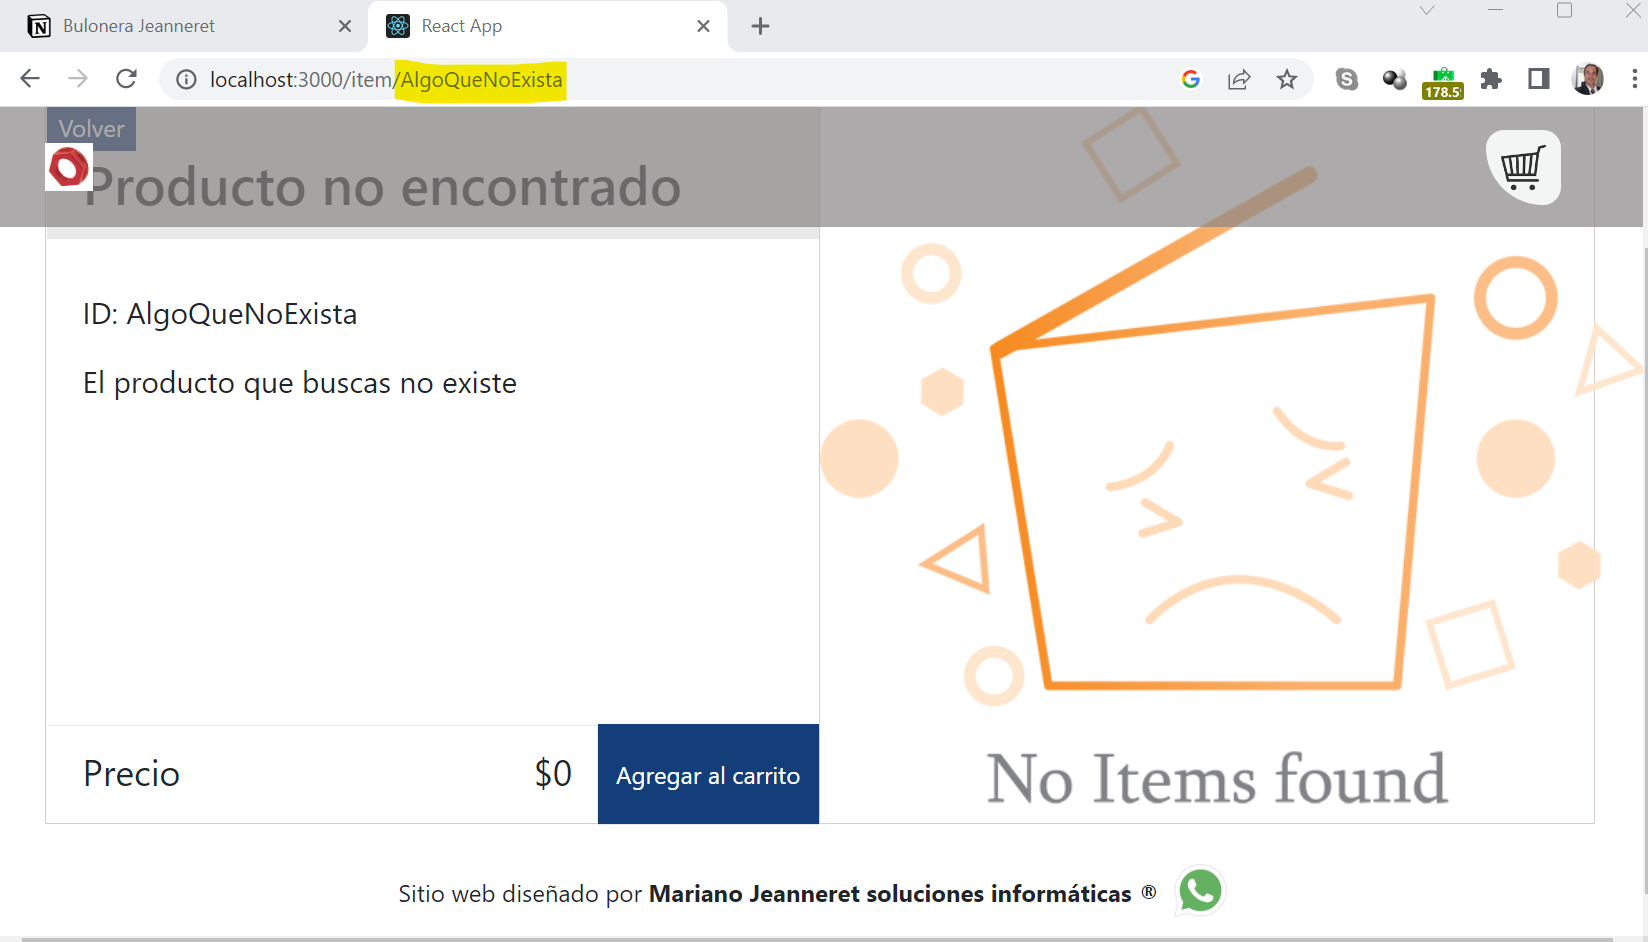 Bulonera Jeanneret
React App
localhost:3000/item/AlgoQueNoExista
178.5
Volver
Producto no encontrado
ID: AlgoQueNoExista
El producto que buscas no existe
Precio $0 Agregar al carrito
No Items found
Sitio web diseñado por Mariano Jeanneret soluciones informáticas ®